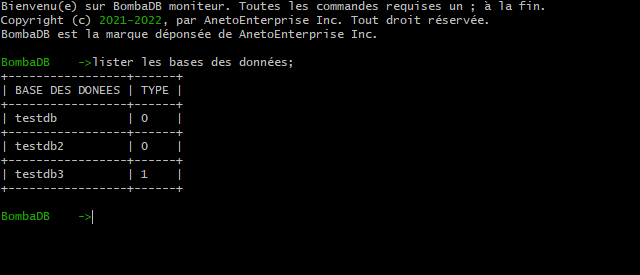 Bienvenu(e) sur BombaDB moniteur. Toutes les commandes requises un ; à la fin.
Copyright (c) 2021-2022, par AnetoEnterprise Inc. Tout droit réservée.
BombaDB est la marque déponsée de AnetoEnterprise Inc.
BombaDB    ->lister les bases des données;
+-----------------+------+
| BASE DES DONEES | TYPE |
+-----------------+------+
| testdb          | 0    |
+-----------------+------+
| testdb2         | 0    |
+-----------------+------+
| testdb3         | 1    |
+-----------------+------+
BombaDB    ->